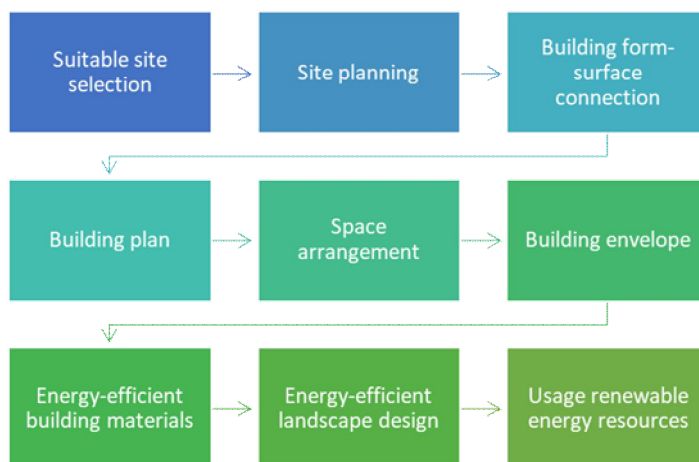 Suitable site
selection
Site planning
Building form-
surface
connection
Building plan
Space
arrangement
Building envelope
Energy-efficient
building materials
Energy-efficient
landscape design
Usage renewable
energy resources